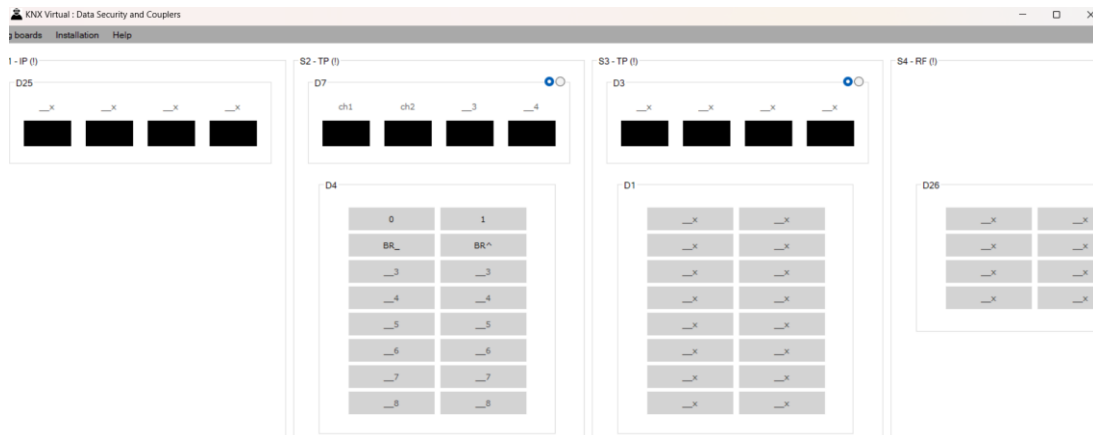 KNX Virtual : Data Security and Couplers
g boards Installation Help
1 - IP (!)
D25
__x __x __x __x
S2 - TP (!)
D7
ch1 ch2 __3 __4
D4
0 1
BR_ BR^
__3 __3
__4 __4
__5 __5
__6 __6
__7 __7
__8 __8
S3 - TP (!)
D3
__x __x __x __x
D1
__x __x
__x __x
__x __x
__x __x
__x __x
__x __x
__x __x
__x __x
S4 - RF (!)
D26
__x __x
__x __x
__x __x
__x __x